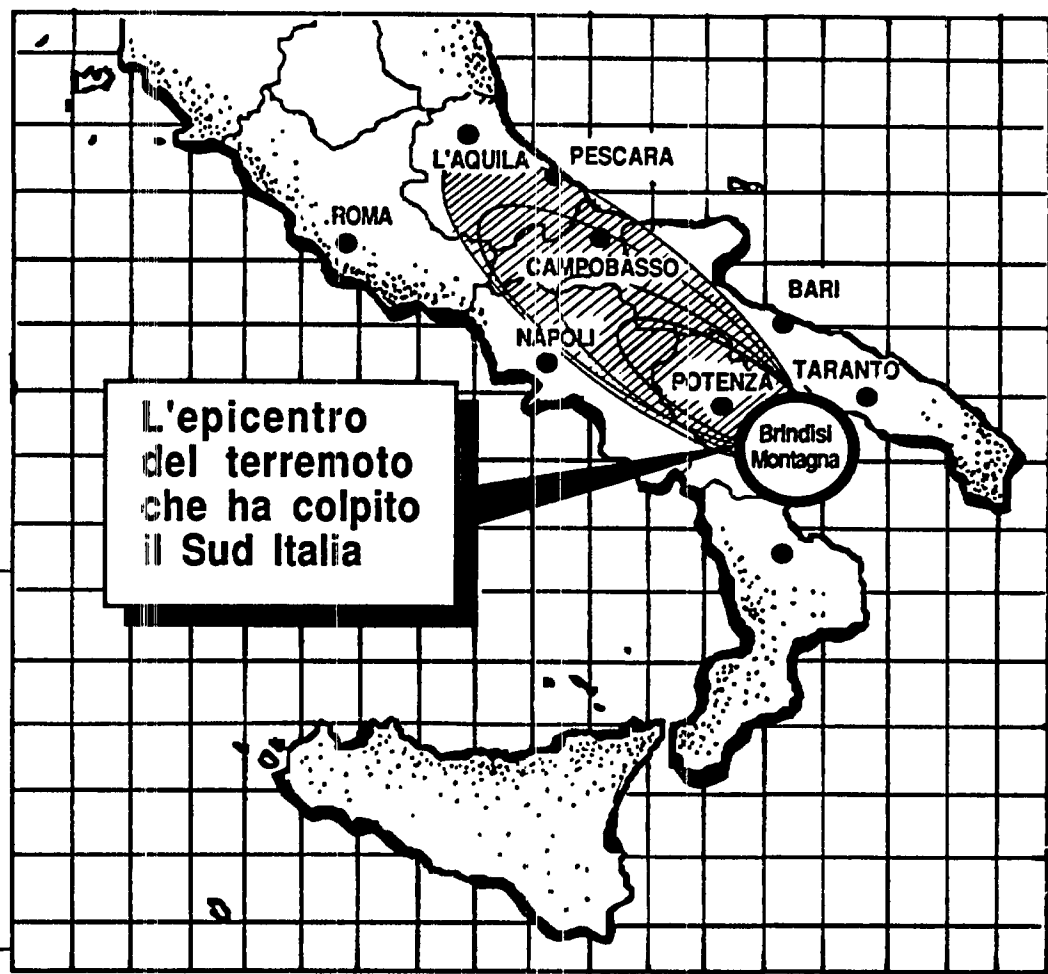 L'AQUILA
PESCARA
ROMA
CAMPOBASSO
BARI
NAPOLI
POTENZA
TARANTO
Brindisi
Montagna
L'epicentro
del terremoto
che ha colpito
il Sud Italia